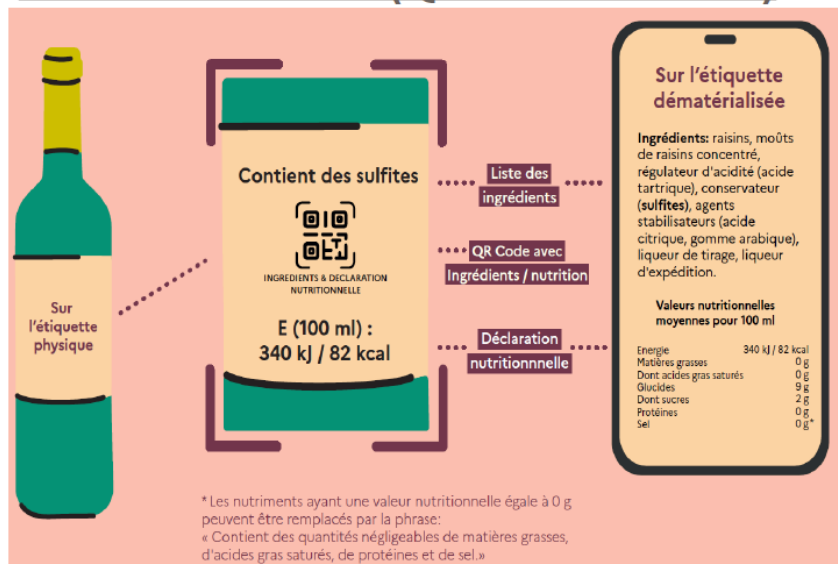 Sur
l'étiquette
physique
Contient des sulfites
INGREDIENTS & DECLARATION
NUTRITIONNELLE
E (100 ml) :
340 kJ / 82 kcal
Liste des
ingrédients
QR Code avec
Ingrédients / nutrition
Déclaration
nutritionnnelle
Sur l'étiquette
dématérialisée
Ingrédients: raisins, moûts
de raisins concentré,
régulateur d'acidité (acide
tartrique), conservateur
(sulfites), agents
stabilisateurs (acide
citrique, gomme arabique),
liqueur de tirage, liqueur
d'expédition.
Valeurs nutritionnelles
moyennes pour 100 ml
Energie 340 kJ / 82 kcal
Matières grasses 0 g
Dont acides gras saturés 0 g
Glucides 9 g
Dont sucres 2 g
Protéines 0 g
Sel 0 g*
* Les nutriments ayant une valeur nutritionnelle égale à 0 g
peuvent être remplacés par la phrase:
« Contient des quantités négligeables de matières grasses,
d'acides gras saturés, de protéines et de sel.»